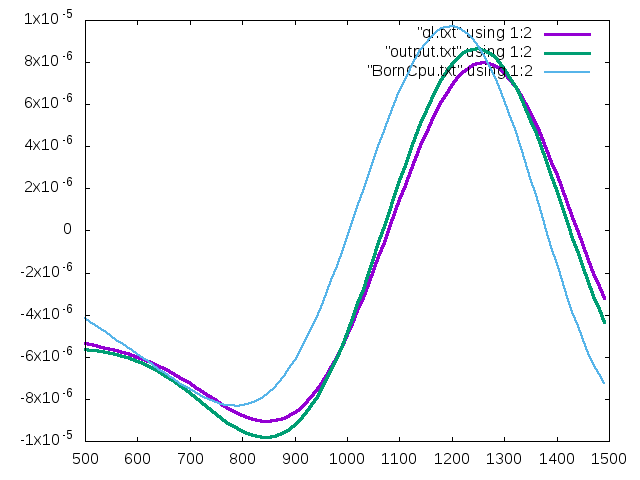 1x10^-5
8x10^-6
6x10^-6
4x10^-6
2x10^-6
0
-2x10^-6
-4x10^-6
-6x10^-6
-8x10^-6
-1x10^-5
500 600 700 800 900 1000 1100 1200 1300 1400 1500
"ql.txt" using 1:2
"output.txt" using 1:2
"BornCpu.txt" using 1:2